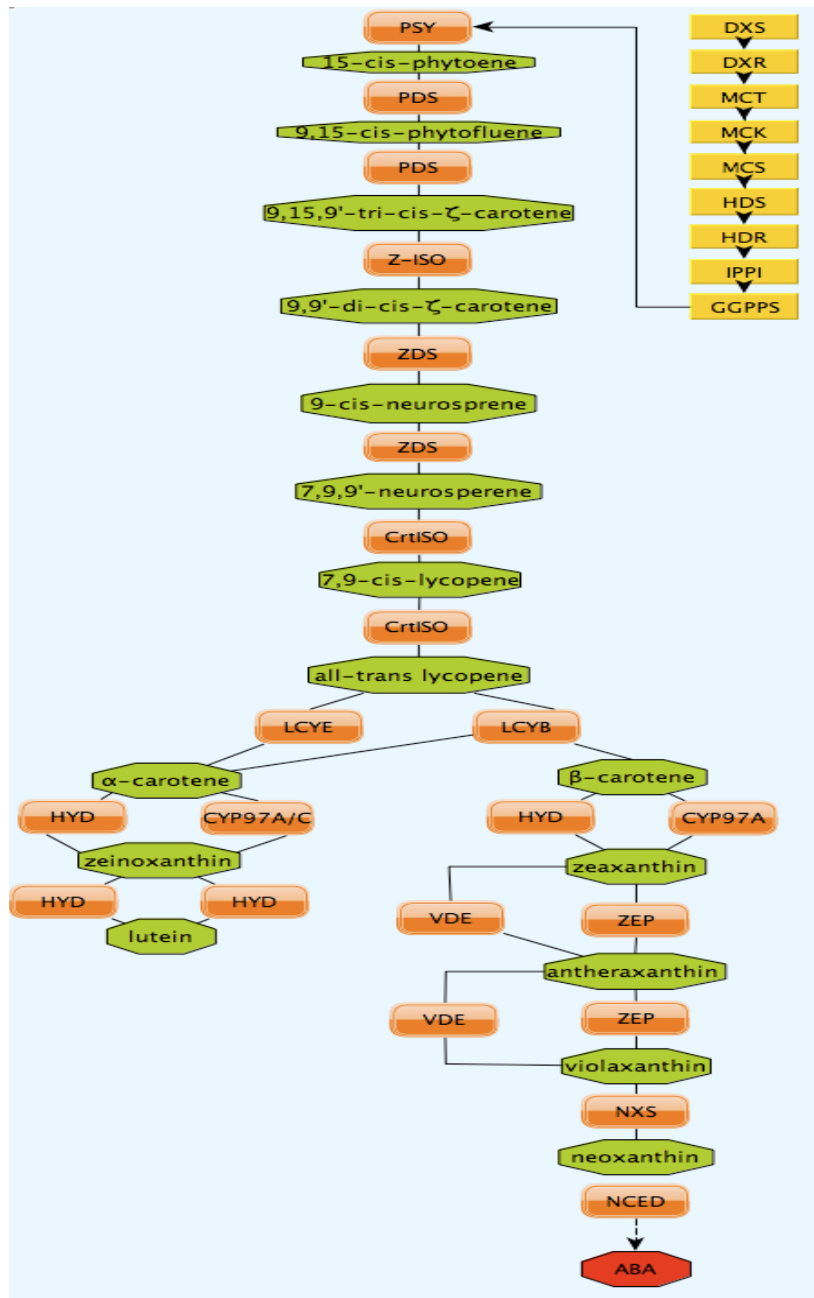 PSY
15-cis-phytoene
PDS
9,15-cis-phytofluene
PDS
9,15,9'-tri-cis-ζ-carotene
Z-ISO
9,9'-di-cis-ζ-carotene
ZDS
9-cis-neurosprene
ZDS
7,9,9'-neurosperene
CrtISO
7,9-cis-lycopene
CrtISO
all-trans lycopene
DXS
DXR
MCT
MCK
MCS
HDS
HDR
IPPI
GGPPS
LCYE
LCYB
α-carotene
β-carotene
HYD
CYP97A/C
HYD
CYP97A
zeinoxanthin
zeaxanthin
HYD
HYD
lutein
VDE
ZEP
antheraxanthin
VDE
ZEP
violaxanthin
NXS
neoxanthin
NCED
ABA